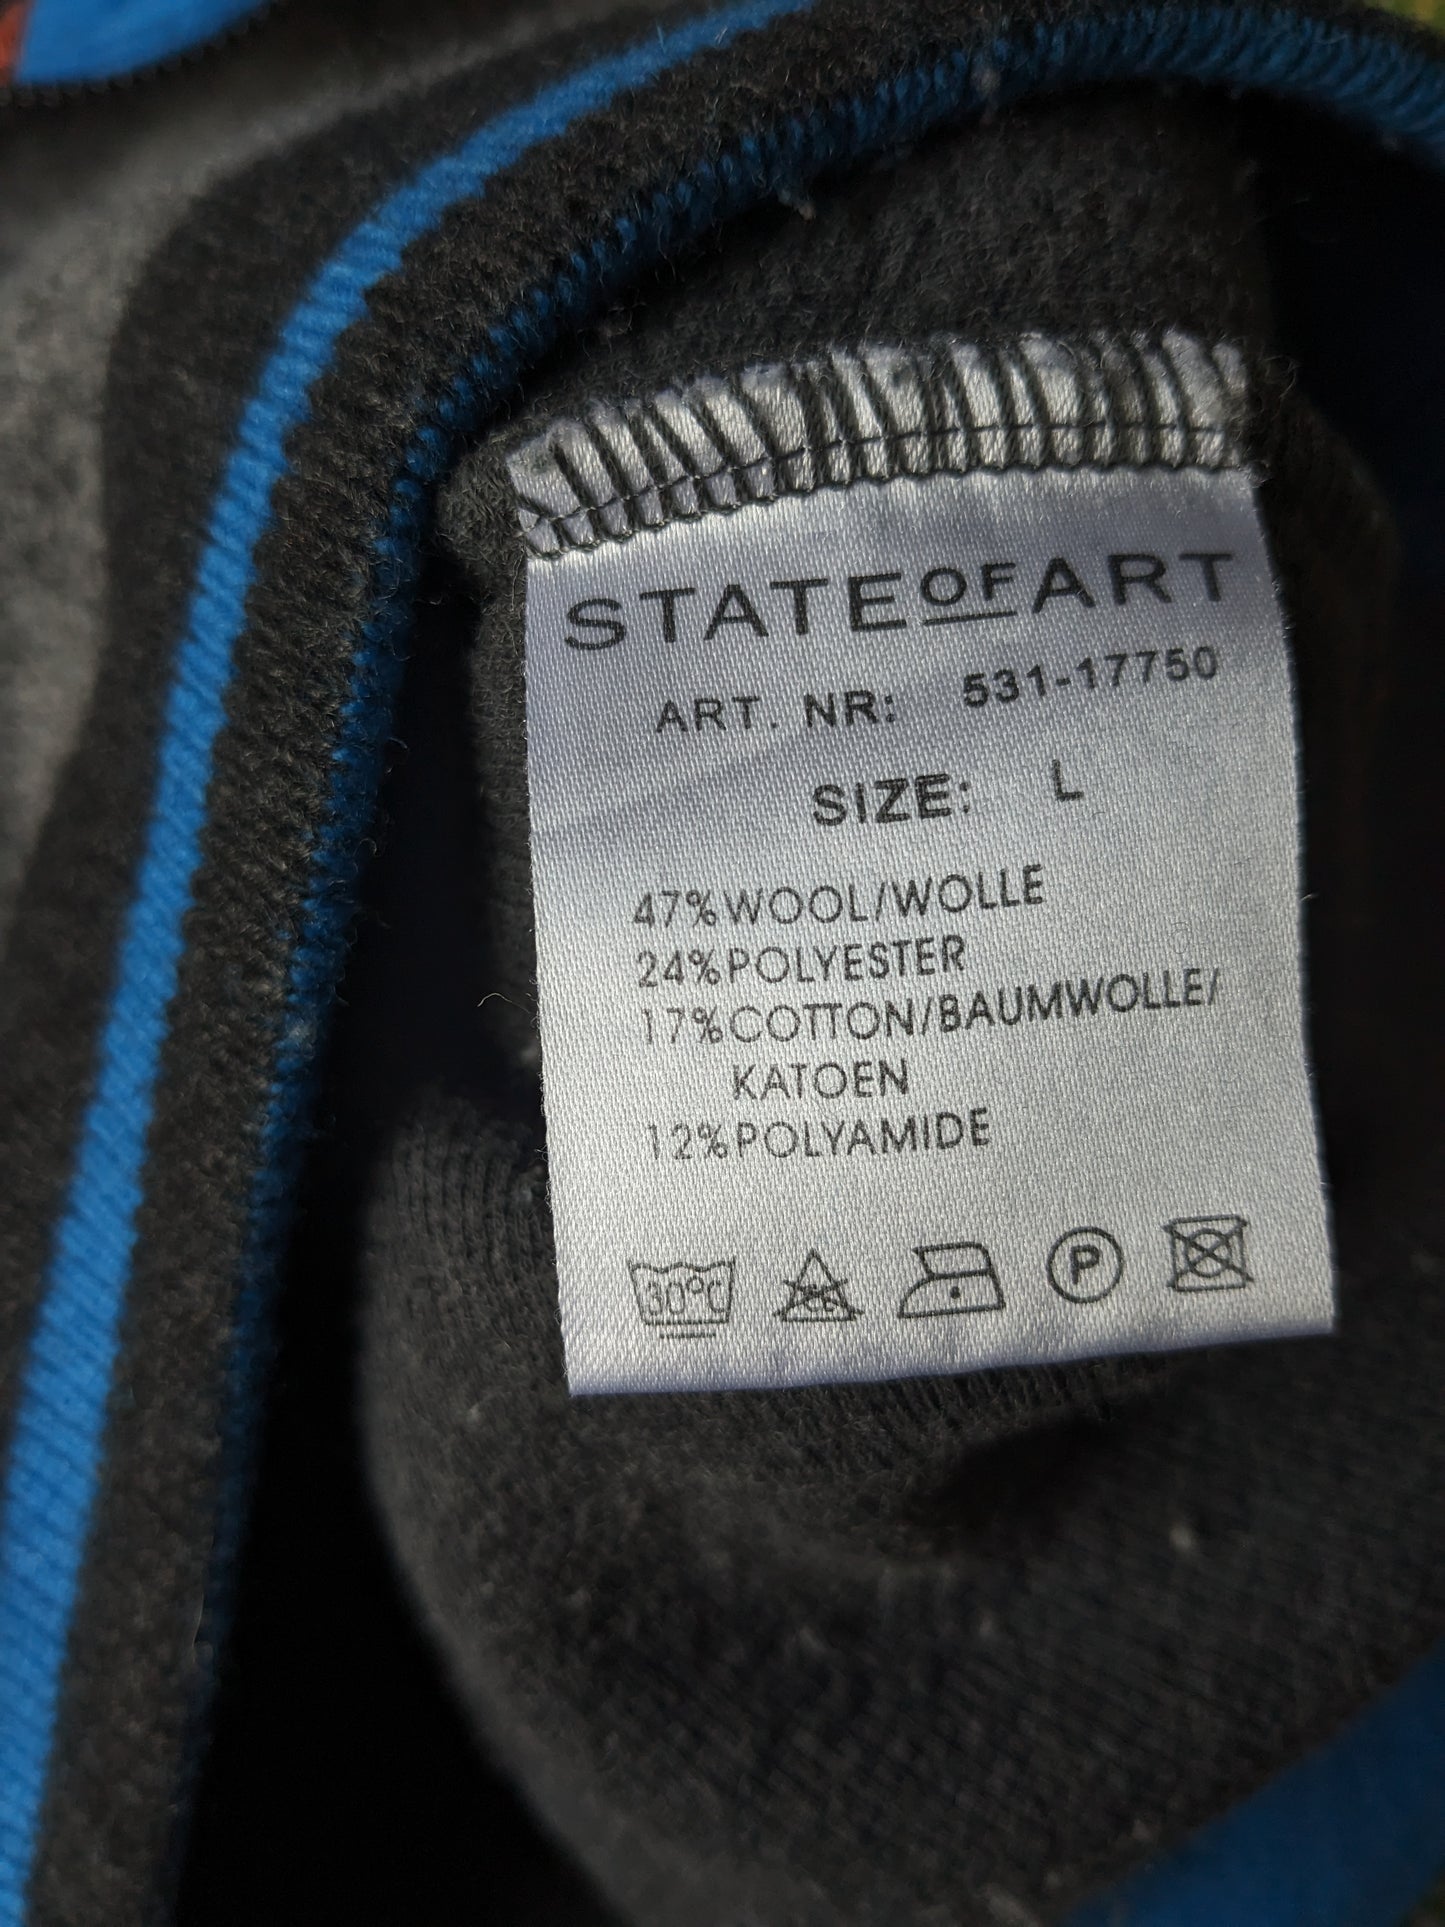 STATE OF ART
ART. NR: 531-17750
SIZE: L
47% WOOL/WOLLE
24% POLYESTER
17% COTTON/BAUMWOLLE/
KATOEN
12% POLYAMIDE
30°C CL P